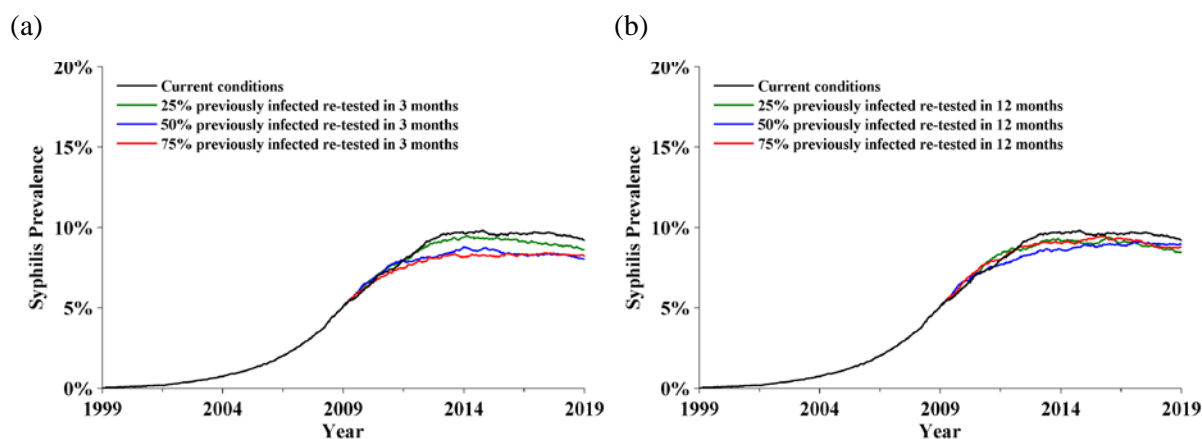 (a)
20%
15%
10%
5%
0%
Syphilis Prevalence
Current conditions
25% previously infected re-tested in 3 months
50% previously infected re-tested in 3 months
75% previously infected re-tested in 3 months
1999 2004 2009 2014 2019
Year
(b)
20%
15%
10%
5%
0%
Syphilis Prevalence
Current conditions
25% previously infected re-tested in 12 months
50% previously infected re-tested in 12 months
75% previously infected re-tested in 12 months
1999 2004 2009 2014 2019
Year